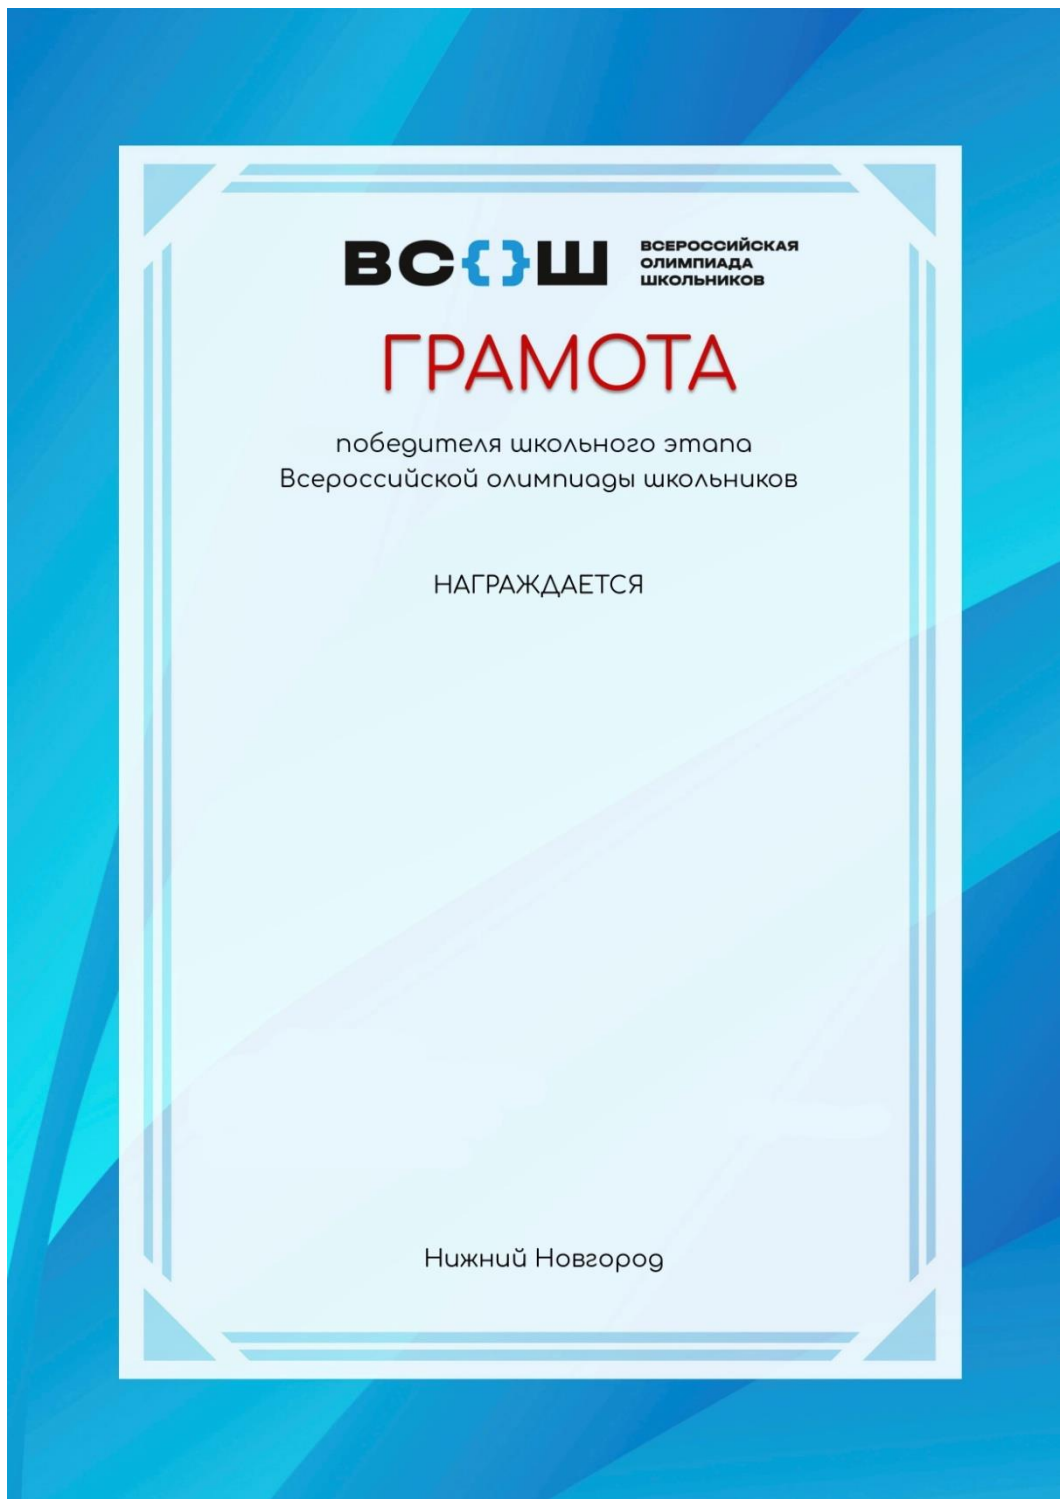 ВС{}Ш
ВСЕРОССИЙСКАЯ
ОЛИМПИАДА
ШКОЛЬНИКОВ
ГРАМОТА
победителя школьного этапа
Всероссийской олимпиады школьников
НАГРАЖДАЕТСЯ
Нижний Новгород